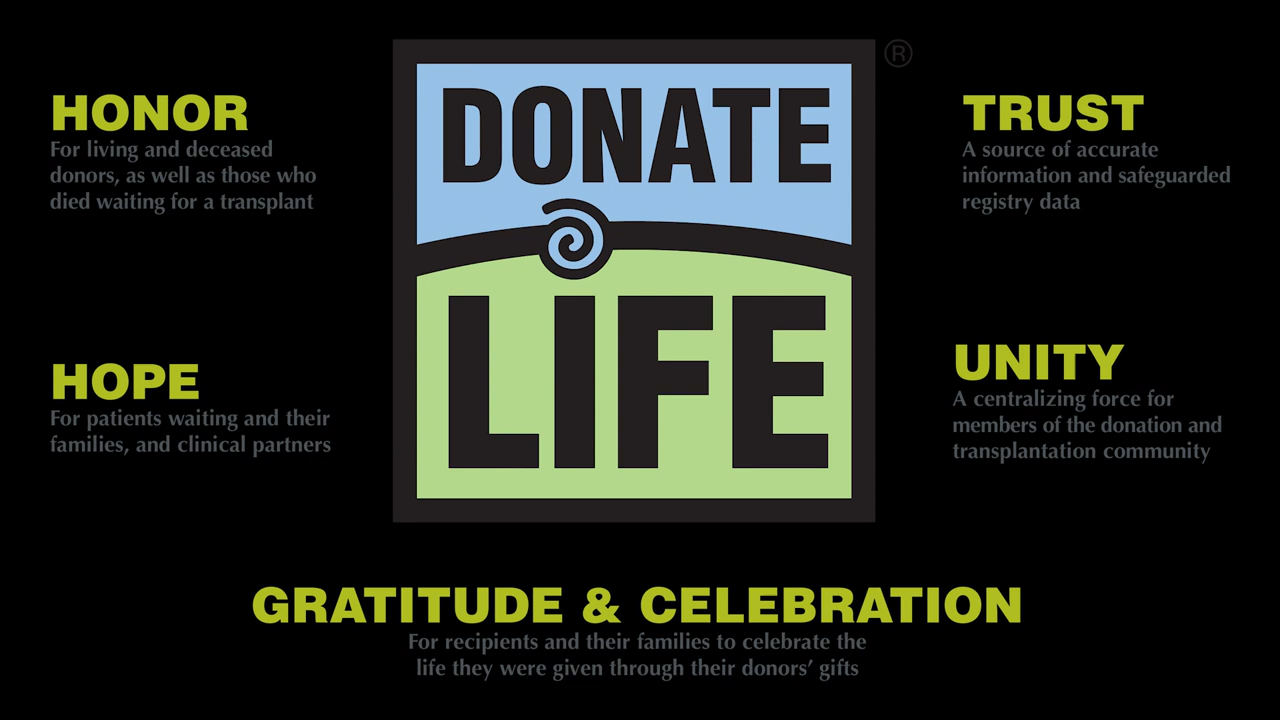 DONATE
LIFE
®
HONOR
For living and deceased
donors, as well as those who
died waiting for a transplant
TRUST
A source of accurate
information and safeguarded
registry data
HOPE
For patients waiting and their
families, and clinical partners
UNITY
A centralizing force for
members of the donation and
transplantation community
GRATITUDE & CELEBRATION
For recipients and their families to celebrate the
life they were given through their donors’ gifts